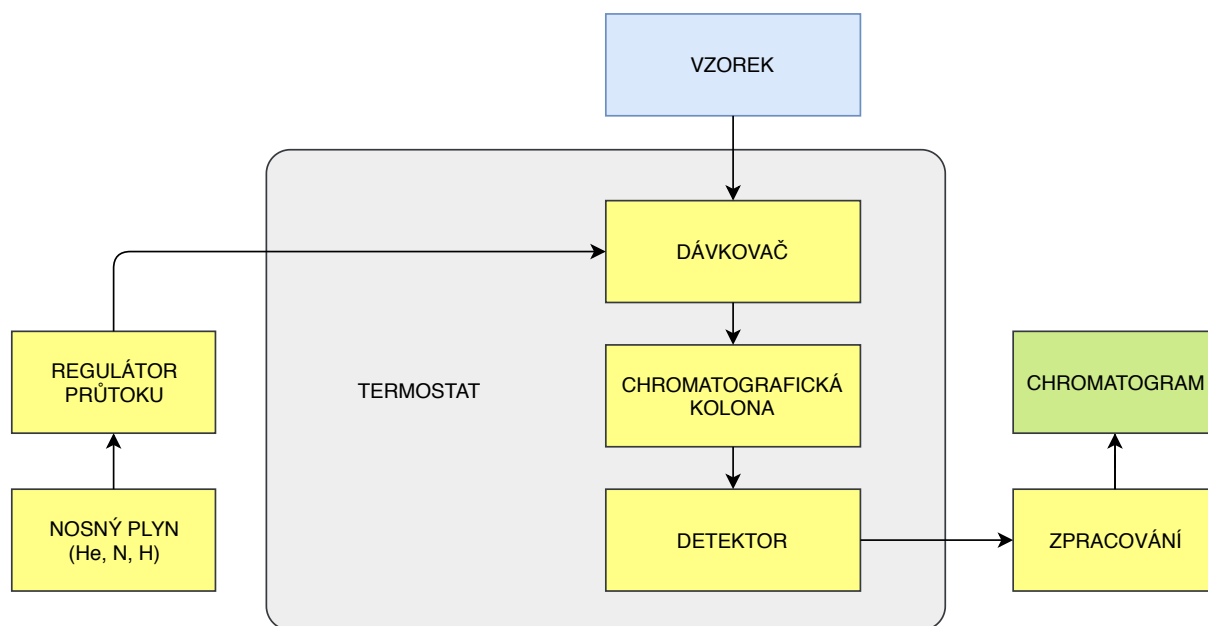 VZOREK
DÁVKOVAČ
REGULÁTOR
PRŮTOKU
TERMOSTAT
CHROMATOGRAFICKÁ
KOLONA
CHROMATOGRAM
NOSNÝ PLYN
(He, N, H)
DETEKTOR
ZPRACOVÁNÍ